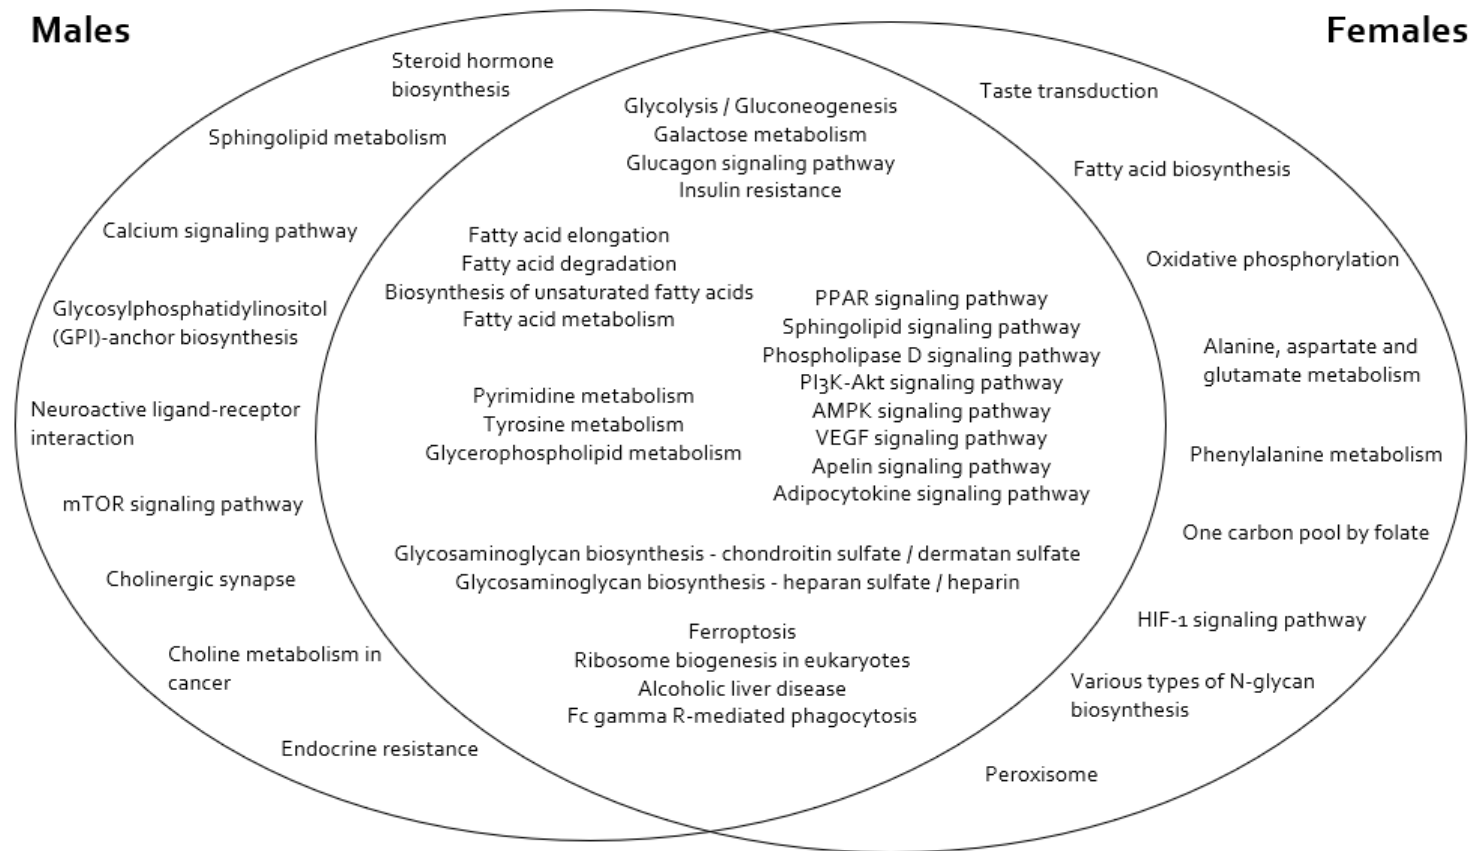 Males
Females
Steroid hormone
biosynthesis
Sphingolipid metabolism
Calcium signaling pathway
Glycosylphosphatidylinositol
(GPI)-anchor biosynthesis
Neuroactive ligand-receptor
interaction
mTOR signaling pathway
Cholinergic synapse
Choline metabolism in
cancer
Endocrine resistance
Glycolysis / Gluconeogenesis
Galactose metabolism
Glucagon signaling pathway
Insulin resistance
Fatty acid elongation
Fatty acid degradation
Biosynthesis of unsaturated fatty acids
Fatty acid metabolism
PPAR signaling pathway
Sphingolipid signaling pathway
Phospholipase D signaling pathway
PI3K-Akt signaling pathway
AMPK signaling pathway
VEGF signaling pathway
Apelin signaling pathway
Adipocytokine signaling pathway
Pyrimidine metabolism
Tyrosine metabolism
Glycerophospholipid metabolism
Glycosaminoglycan biosynthesis - chondroitin sulfate / dermatan sulfate
Glycosaminoglycan biosynthesis - heparan sulfate / heparin
Ferroptosis
Ribosome biogenesis in eukaryotes
Alcoholic liver disease
Fc gamma R-mediated phagocytosis
Taste transduction
Fatty acid biosynthesis
Oxidative phosphorylation
Alanine, aspartate and
glutamate metabolism
Phenylalanine metabolism
One carbon pool by folate
HIF-1 signaling pathway
Various types of N-glycan
biosynthesis
Peroxisome